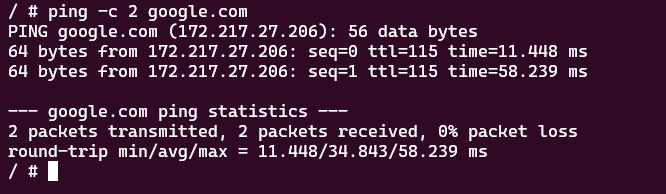 / # ping -c 2 google.com
PING google.com (172.217.27.206): 56 data bytes
64 bytes from 172.217.27.206: seq=0 ttl=115 time=11.448 ms
64 bytes from 172.217.27.206: seq=1 ttl=115 time=58.239 ms

--- google.com ping statistics ---
2 packets transmitted, 2 packets received, 0% packet loss
round-trip min/avg/max = 11.448/34.843/58.239 ms
/ #